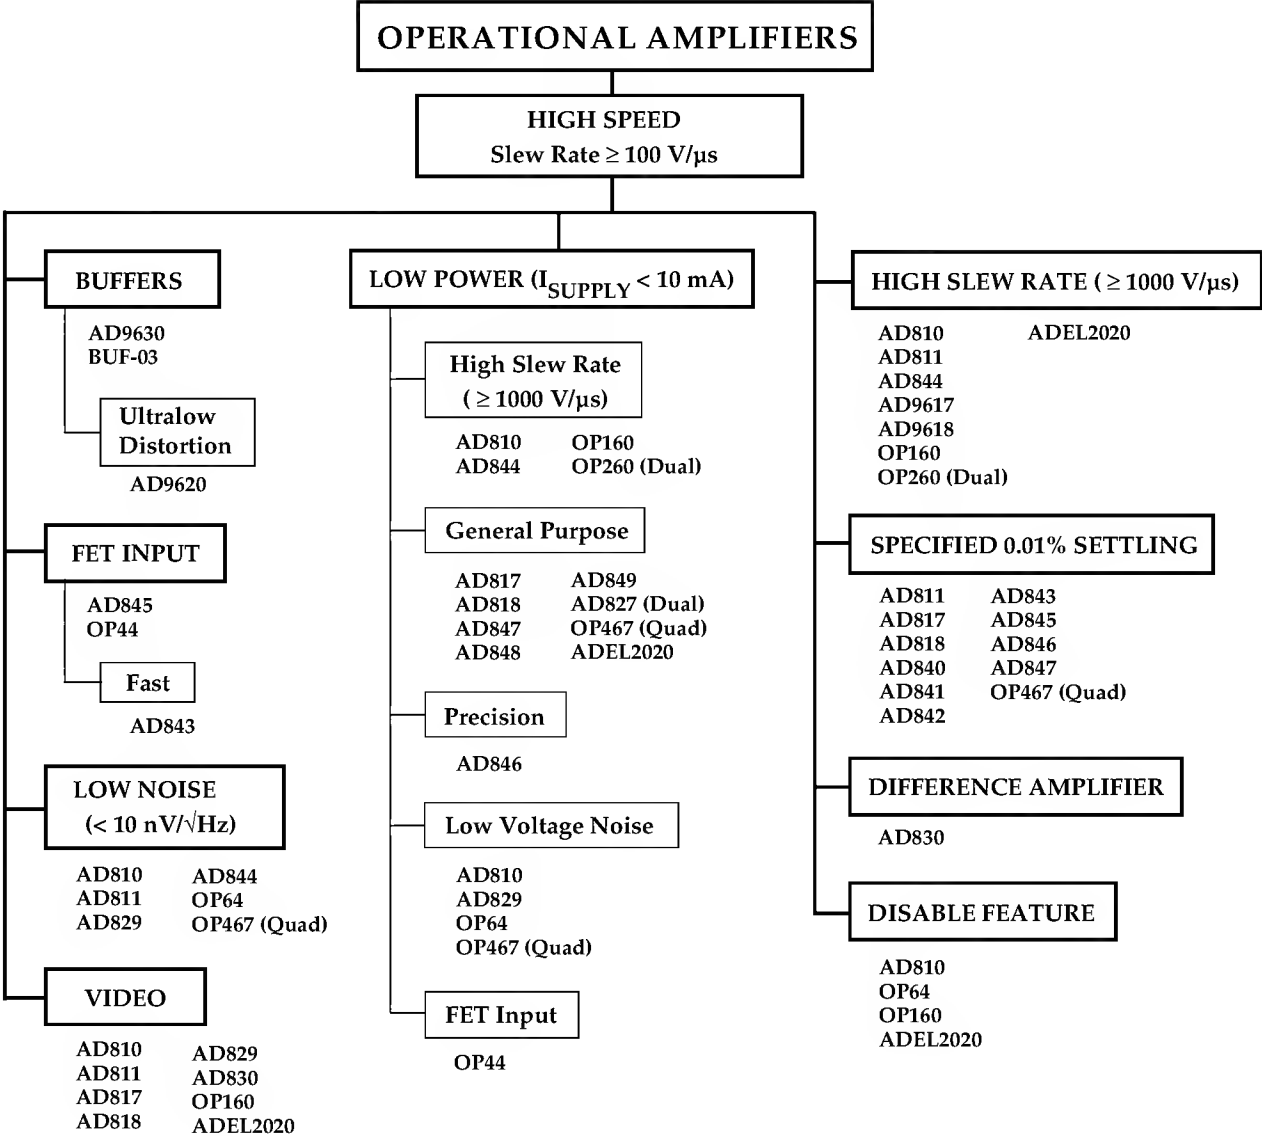 OPERATIONAL AMPLIFIERS
HIGH SPEED
Slew Rate ≥ 100 V/µs
BUFFERS
AD9630
BUF-03
Ultralow
Distortion
AD9620
FET INPUT
AD845
OP44
Fast
AD843
LOW NOISE
(< 10 nV/√Hz)
AD810 AD844
AD811 OP64
AD829 OP467 (Quad)
VIDEO
AD810 AD829
AD811 AD830
AD817 OP160
AD818 ADEL2020
LOW POWER (I SUPPLY < 10 mA)
High Slew Rate
( ≥ 1000 V/µs)
AD810 OP160
AD844 OP260 (Dual)
General Purpose
AD817 AD849
AD818 AD827 (Dual)
AD847 OP467 (Quad)
AD848 ADEL2020
Precision
AD846
Low Voltage Noise
AD810
AD829
OP64
OP467 (Quad)
FET Input
OP44
HIGH SLEW RATE ( ≥ 1000 V/µs)
AD810 ADEL2020
AD811
AD844
AD9617
AD9618
OP160
OP260 (Dual)
SPECIFIED 0.01% SETTLING
AD811 AD843
AD817 AD845
AD818 AD846
AD840 AD847
AD841 OP467 (Quad)
AD842
DIFFERENCE AMPLIFIER
AD830
DISABLE FEATURE
AD810
OP64
OP160
ADEL2020